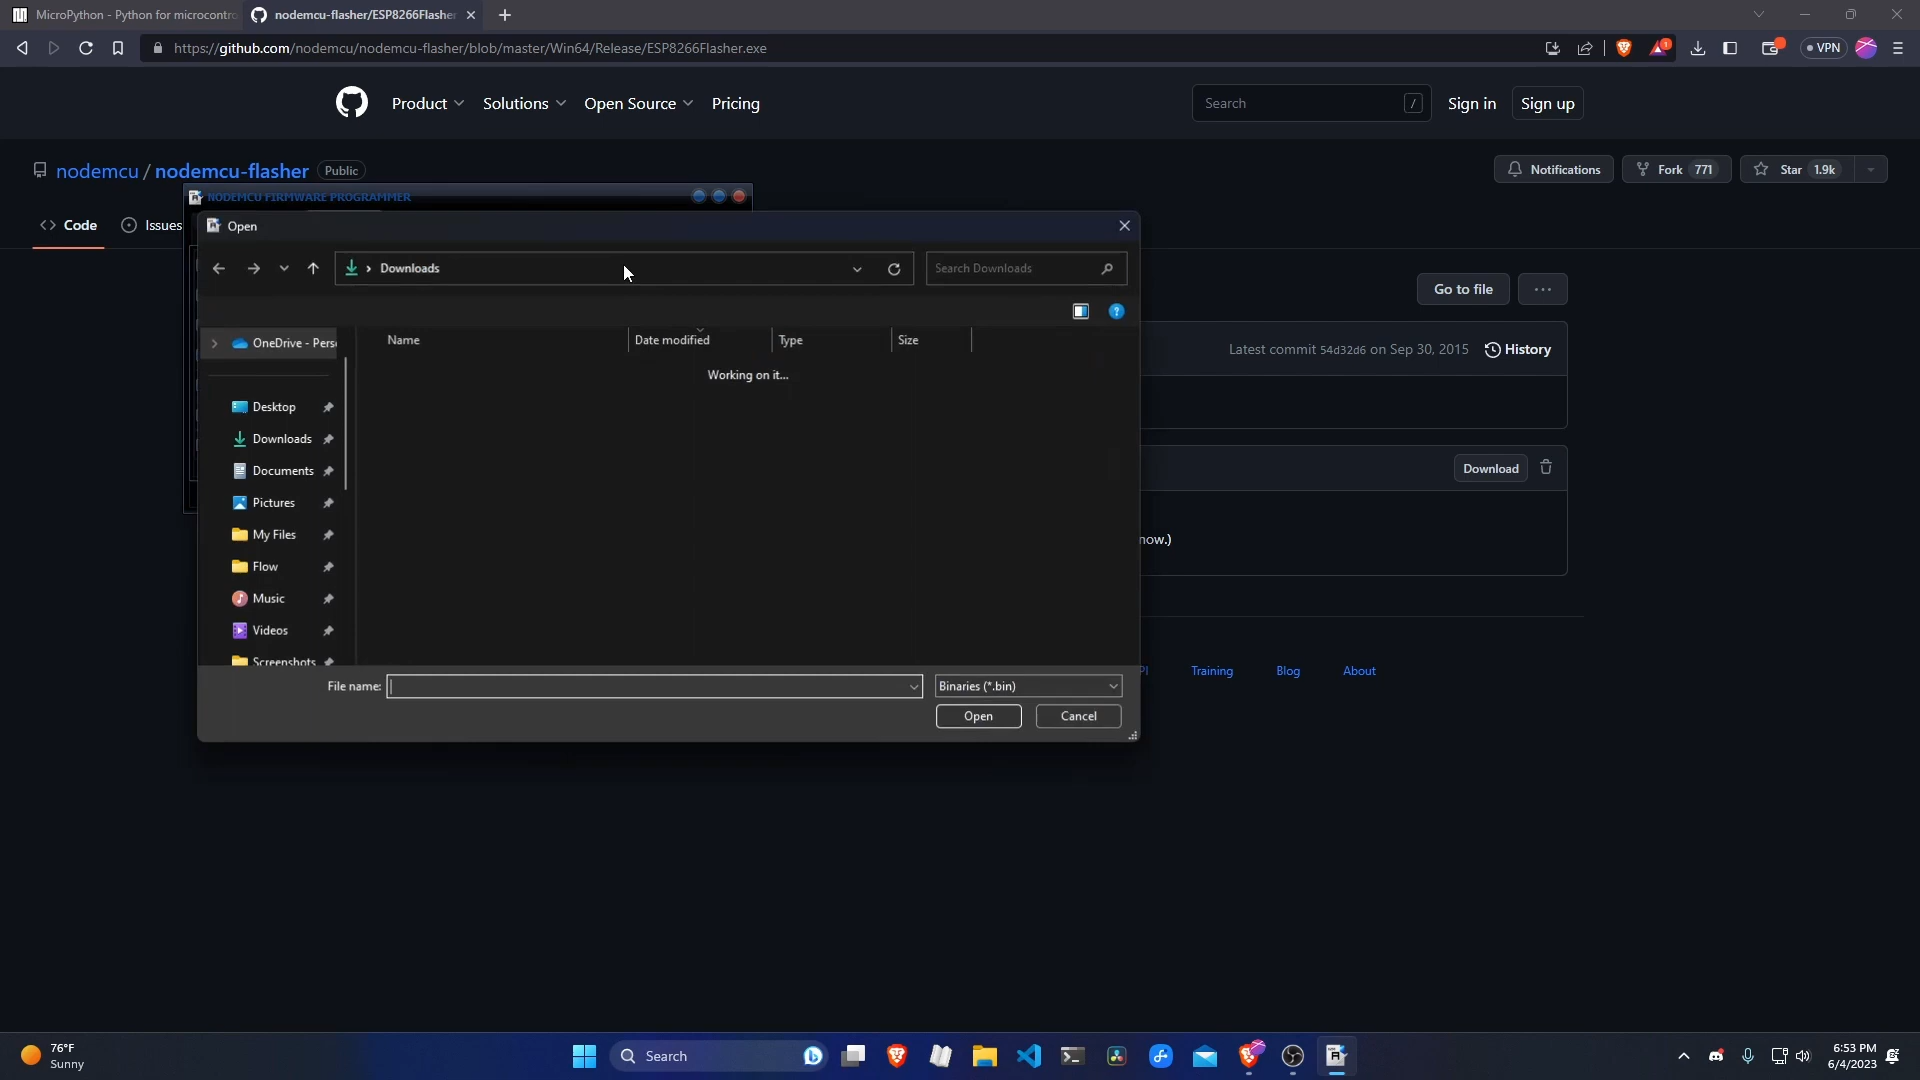 MicroPython - Python for microcontro
nodemcu-flasher/ESP8266Flasher
https://github.com/nodemcu/nodemcu-flasher/blob/master/Win64/Release/ESP8266Flasher.exe
1
VPN
Product
Solutions
Open Source
Pricing
Search
/
Sign in
Sign up
nodemcu / nodemcu-flasher
Public
Notifications
Fork 771
Star 1.9k
NODEMCU FIRMWARE PROGRAMMER
<> Code
Issues
Open
Downloads
Search Downloads
Go to file
...
Name
Date modified
Type
Size
OneDrive - Perso
Working on it...
Latest commit 54d32d6 on Sep 30, 2015
History
Desktop
Downloads
Documents
Pictures
My Files
Flow
Music
Videos
Screenshots
Download
now.)
File name:
Binaries (*.bin)
Open
Cancel
PI
Training
Blog
About
76°F
Sunny
Search
6:53 PM
6/4/2023